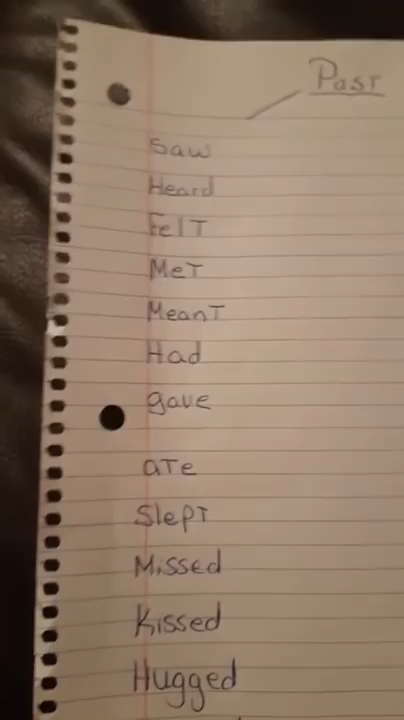 Past
Saw
Heard
Felt
Met
Meant
Had
gave
ate
Slept
Missed
Kissed
Hugged